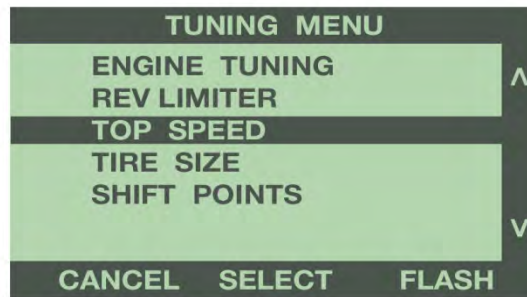 TUNING MENU
ENGINE TUNING
REV LIMITER
TOP SPEED
TIRE SIZE
SHIFT POINTS
CANCEL SELECT FLASH